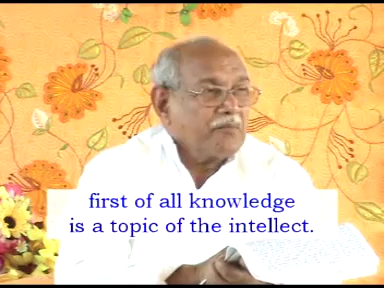 first of all knowledge
is a topic of the intellect.